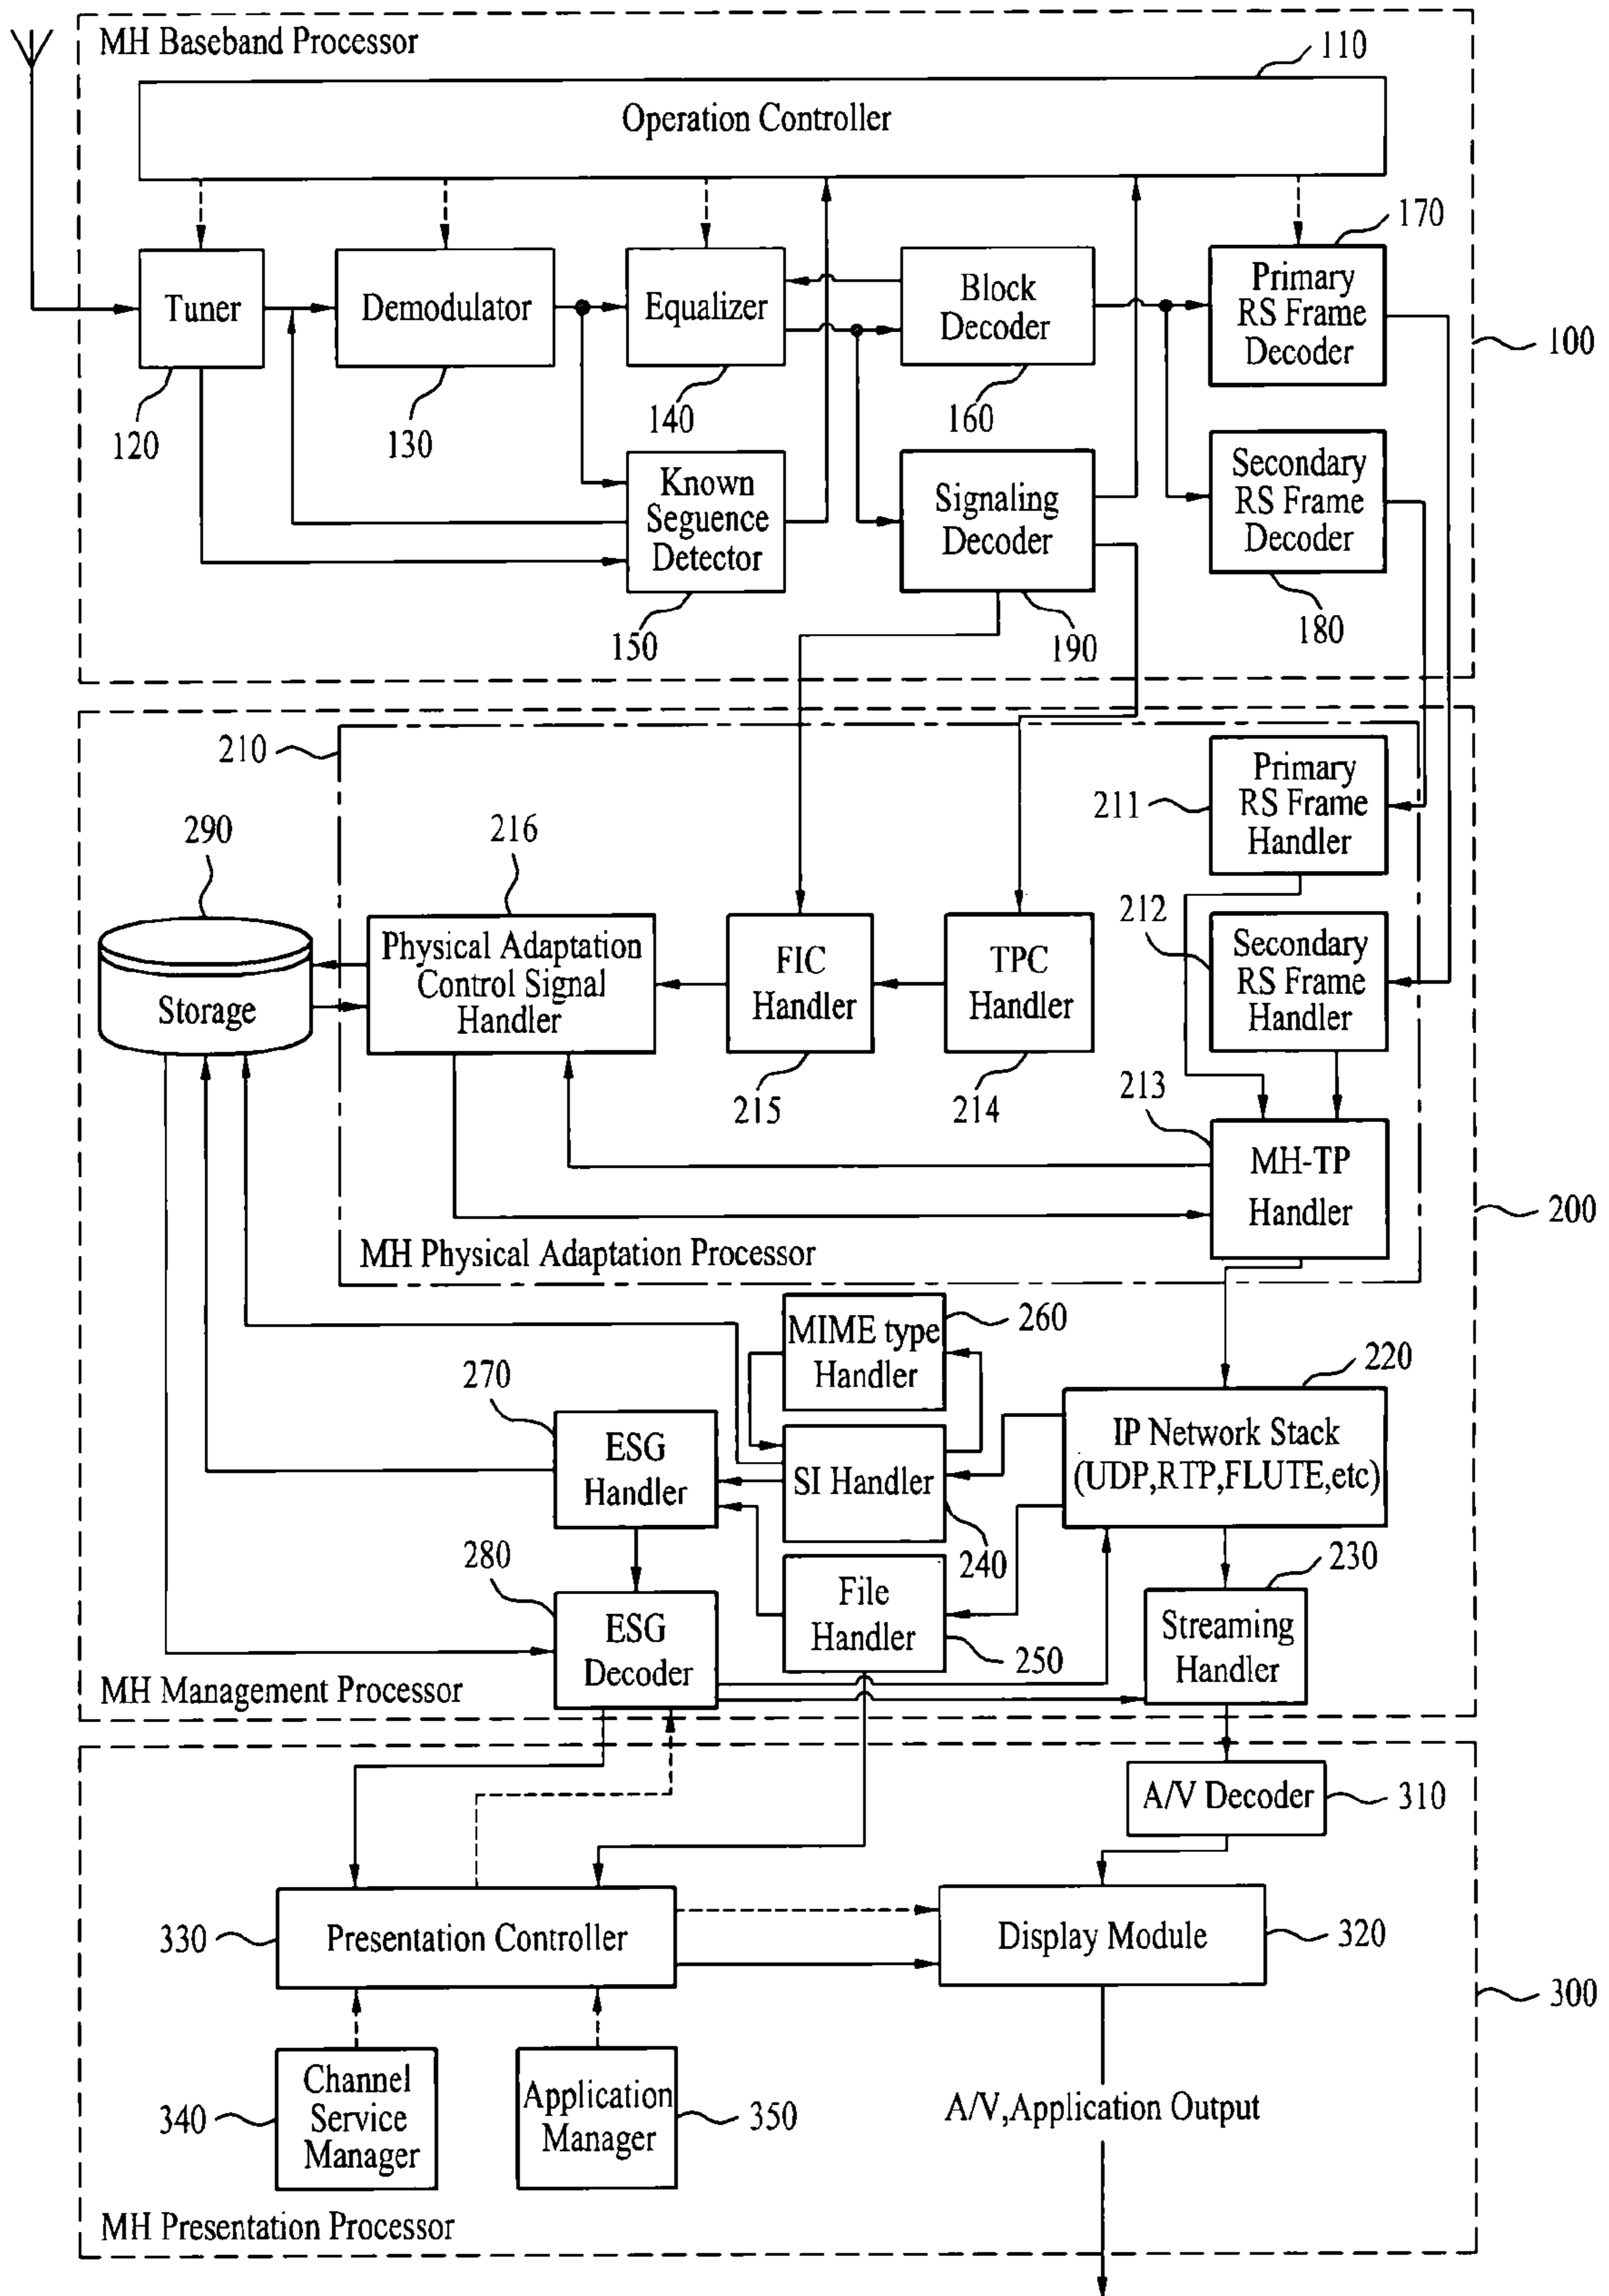 MH Baseband Processor
110
Operation Controller
170
Tuner
Demodulator
Equalizer
Block
Decoder
Primary
RS Frame
Decoder
100
120
130
140
160
Known
Seguence
Detector
Signaling
Decoder
Secondary
RS Frame
Decoder
150
190
180
210
Primary
RS Frame
Handler
211
290
216
Storage
Physical Adaptation
Control Signal
Handler
FIC
Handler
TPC
Handler
212
Secondary
RS Frame
Handler
215
214
213
MH-TP
Handler
200
MH Physical Adaptation Processor
MIME type
Handler
260
270
220
ESG
Handler
SI Handler
IP Network Stack
(UDP,RTP,FLUTE,etc)
280
240
230
ESG
Decoder
File
Handler
250
Streaming
Handler
MH Management Processor
A/V Decoder
310
330
Presentation Controller
Display Module
320
300
340
Channel
Service
Manager
Application
Manager
350
A/V,Application Output
MH Presentation Processor